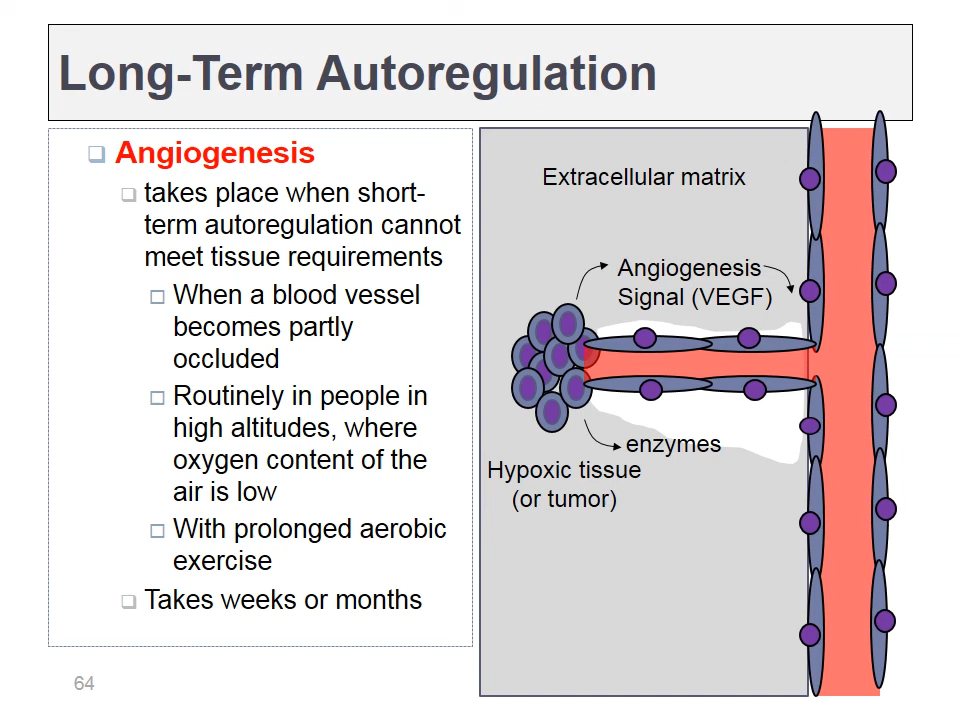 Long-Term Autoregulation
Angiogenesis
takes place when short-
term autoregulation cannot
meet tissue requirements
When a blood vessel
becomes partly
occluded
Routinely in people in
high altitudes, where
oxygen content of the
air is low
With prolonged aerobic
exercise
Takes weeks or months
Extracellular matrix
Angiogenesis
Signal (VEGF)
enzymes
Hypoxic tissue
(or tumor)
64